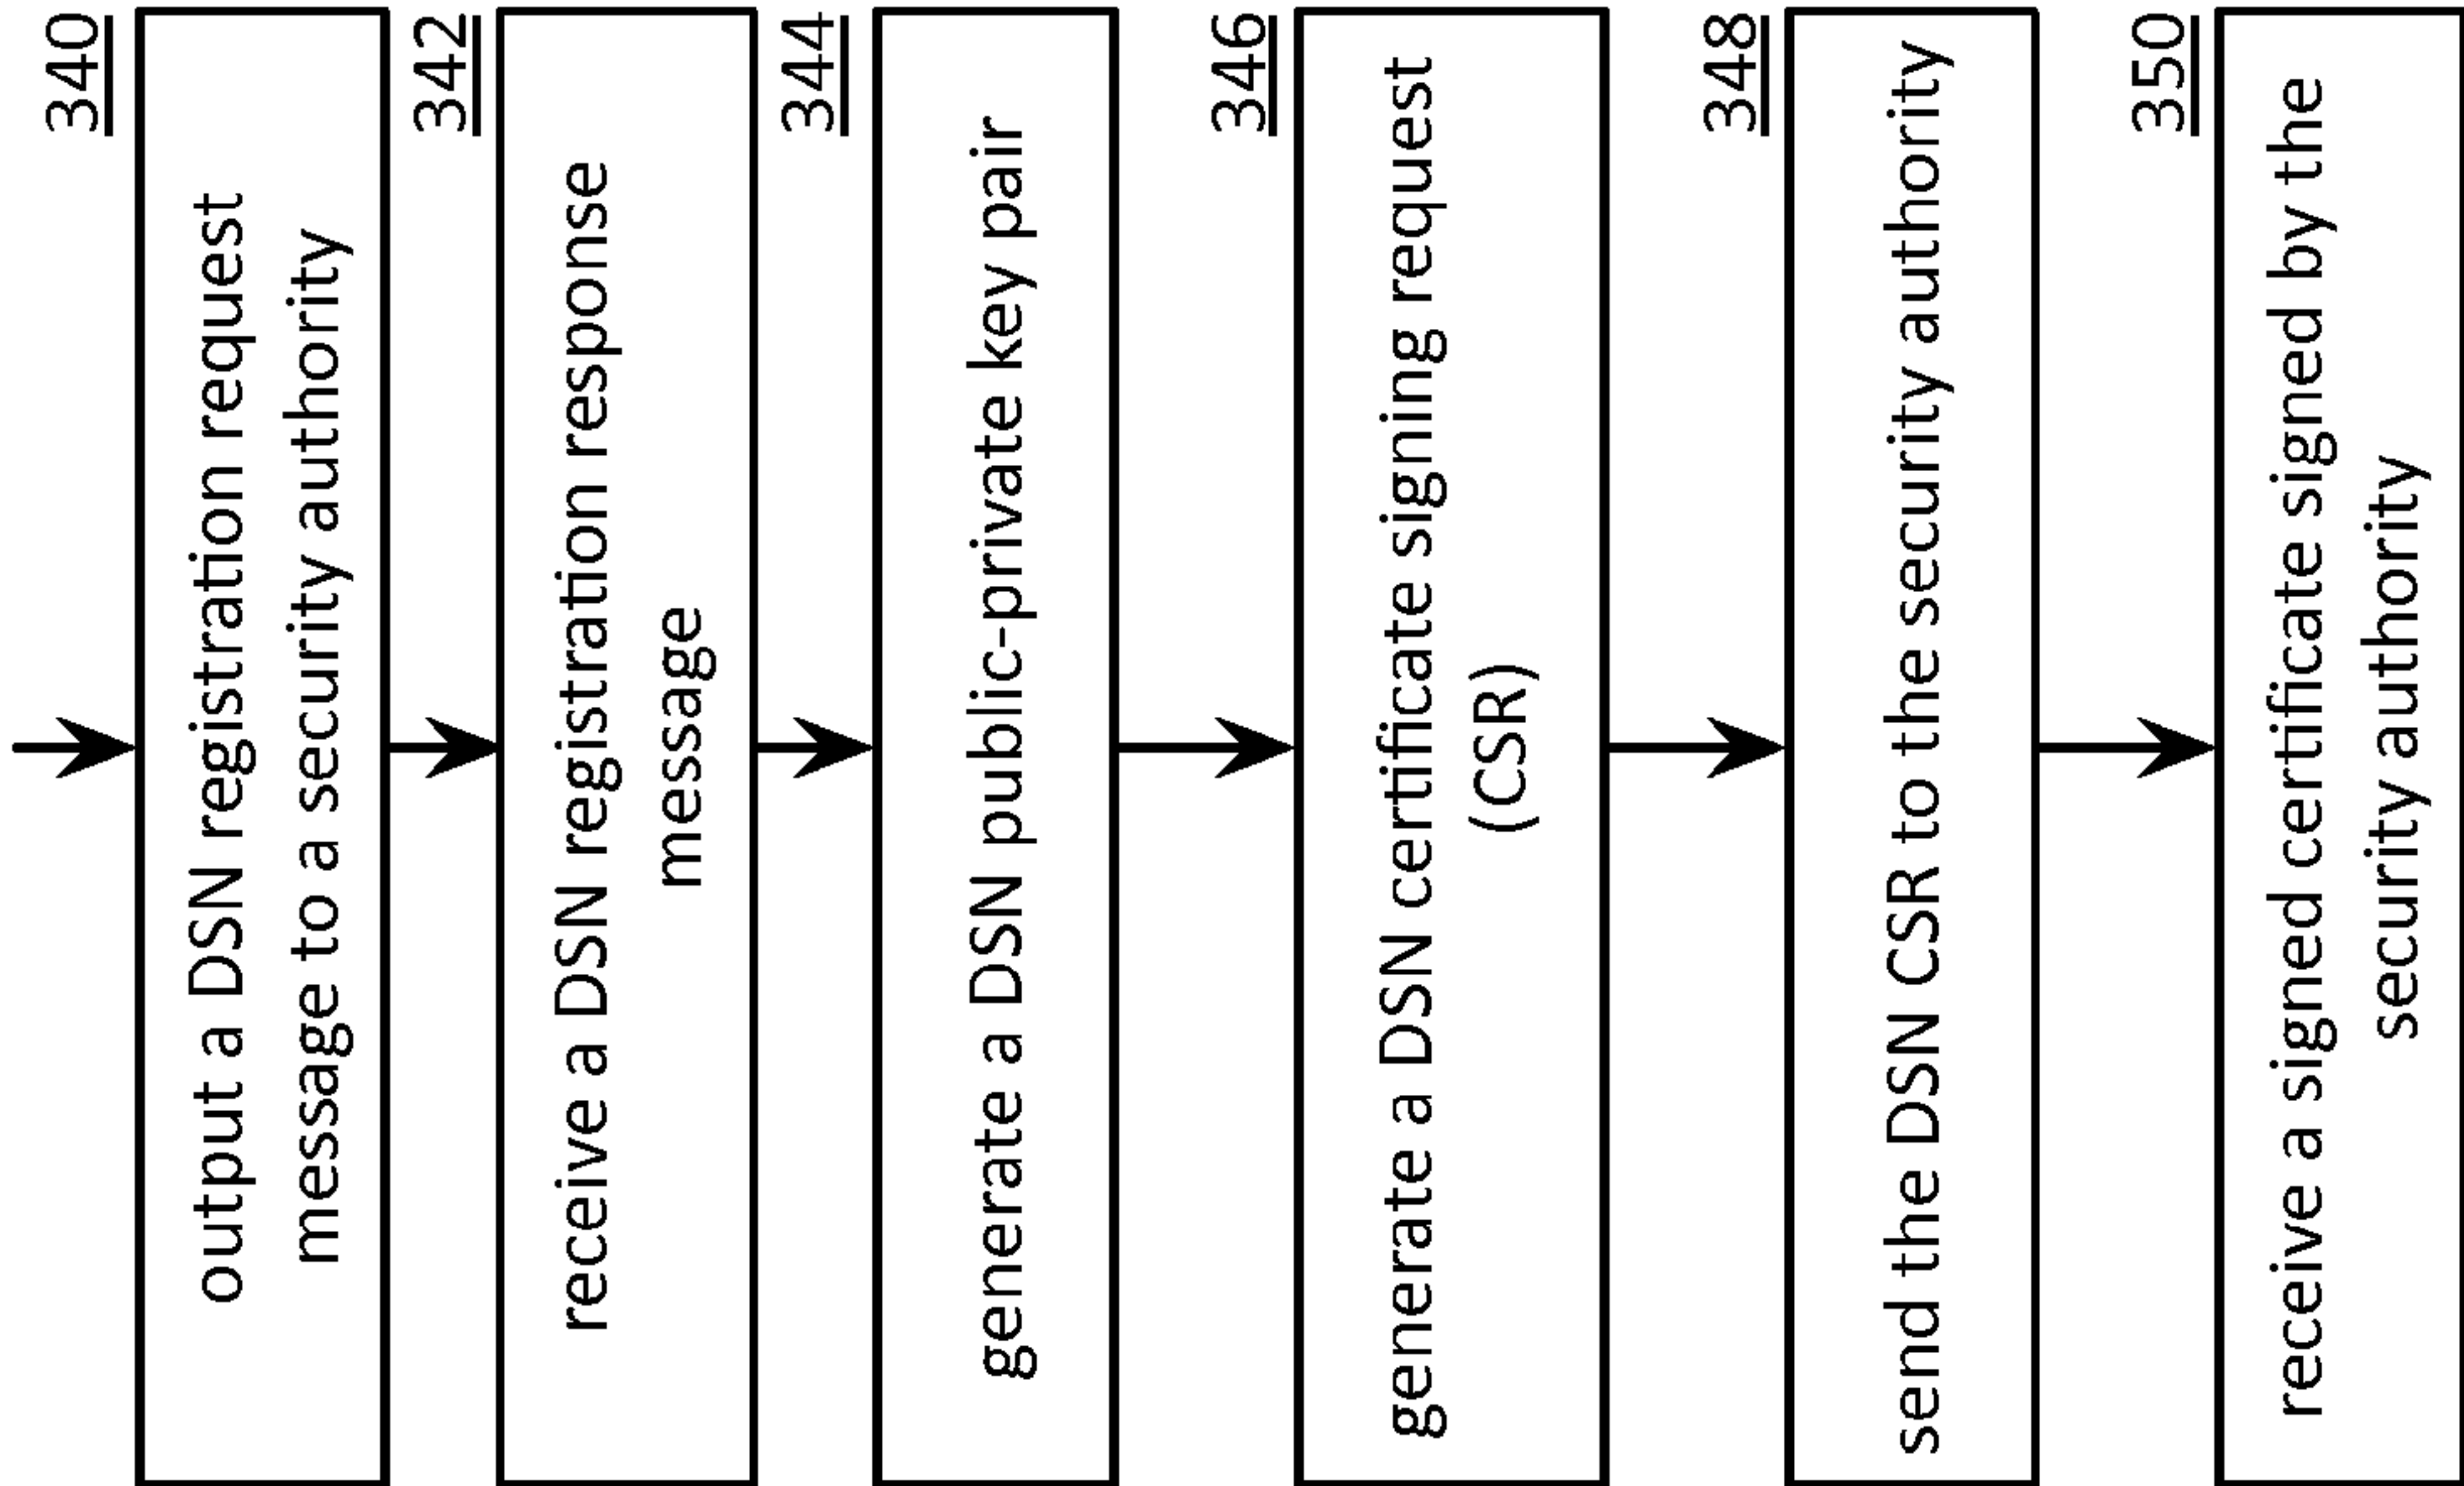 340
output a DSN registration request
message to a security authority
342
receive a DSN registration response
message
344
generate a DSN public-private key pair
346
generate a DSN certificate signing request
(CSR)
348
send the DSN CSR to the security authority
350
receive a signed certificate signed by the
security authority